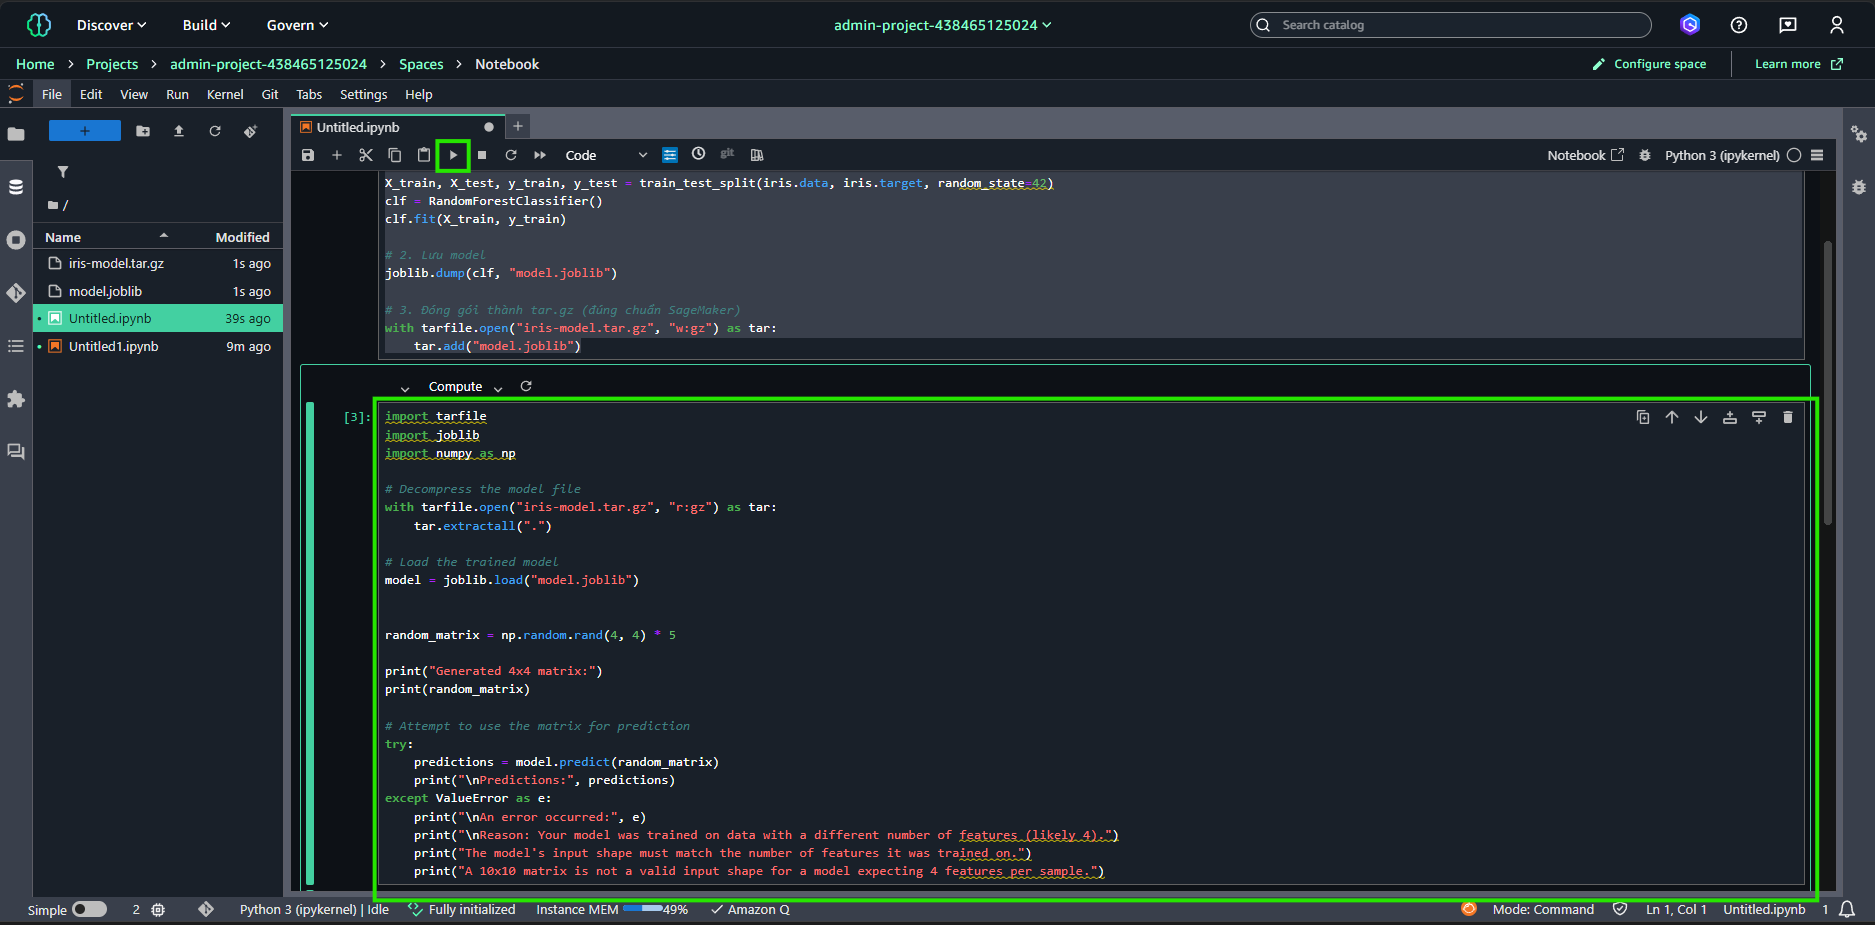 Discover
Build
Govern
admin-project-438465125024
Search catalog
Home > Projects > admin-project-438465125024 > Spaces > Notebook
Configure space
Learn more
File Edit View Run Kernel Git Tabs Settings Help
Untitled.ipynb
Code
git
Notebook
Python 3 (ipykernel)
/
Name Modified
iris-model.tar.gz 1s ago
model.joblib 1s ago
Untitled.ipynb 39s ago
Untitled1.ipynb 9m ago
X_train, X_test, y_train, y_test = train_test_split(iris.data, iris.target, random_state=42)
clf = RandomForestClassifier()
clf.fit(X_train, y_train)
# 2. Lưu model
joblib.dump(clf, "model.joblib")
# 3. Đóng gói thành tar.gz (đúng chuẩn SageMaker)
with tarfile.open("iris-model.tar.gz", "w:gz") as tar:
tar.add("model.joblib")
Compute
[3]:
import tarfile
import joblib
import numpy as np
# Decompress the model file
with tarfile.open("iris-model.tar.gz", "r:gz") as tar:
tar.extractall(".")
# Load the trained model
model = joblib.load("model.joblib")
random_matrix = np.random.rand(4, 4) * 5
print("Generated 4x4 matrix:")
print(random_matrix)
# Attempt to use the matrix for prediction
try:
predictions = model.predict(random_matrix)
print("\nPredictions:", predictions)
except ValueError as e:
print("\nAn error occurred:", e)
print("\nReason: Your model was trained on data with a different number of features (likely 4).")
print("The model's input shape must match the number of features it was trained on.")
print("A 10x10 matrix is not a valid input shape for a model expecting 4 features per sample.")
Simple
2
Python 3 (ipykernel) | Idle
Fully initialized
Instance MEM 49%
Amazon Q
Mode: Command
Ln 1, Col 1
Untitled.ipynb
1